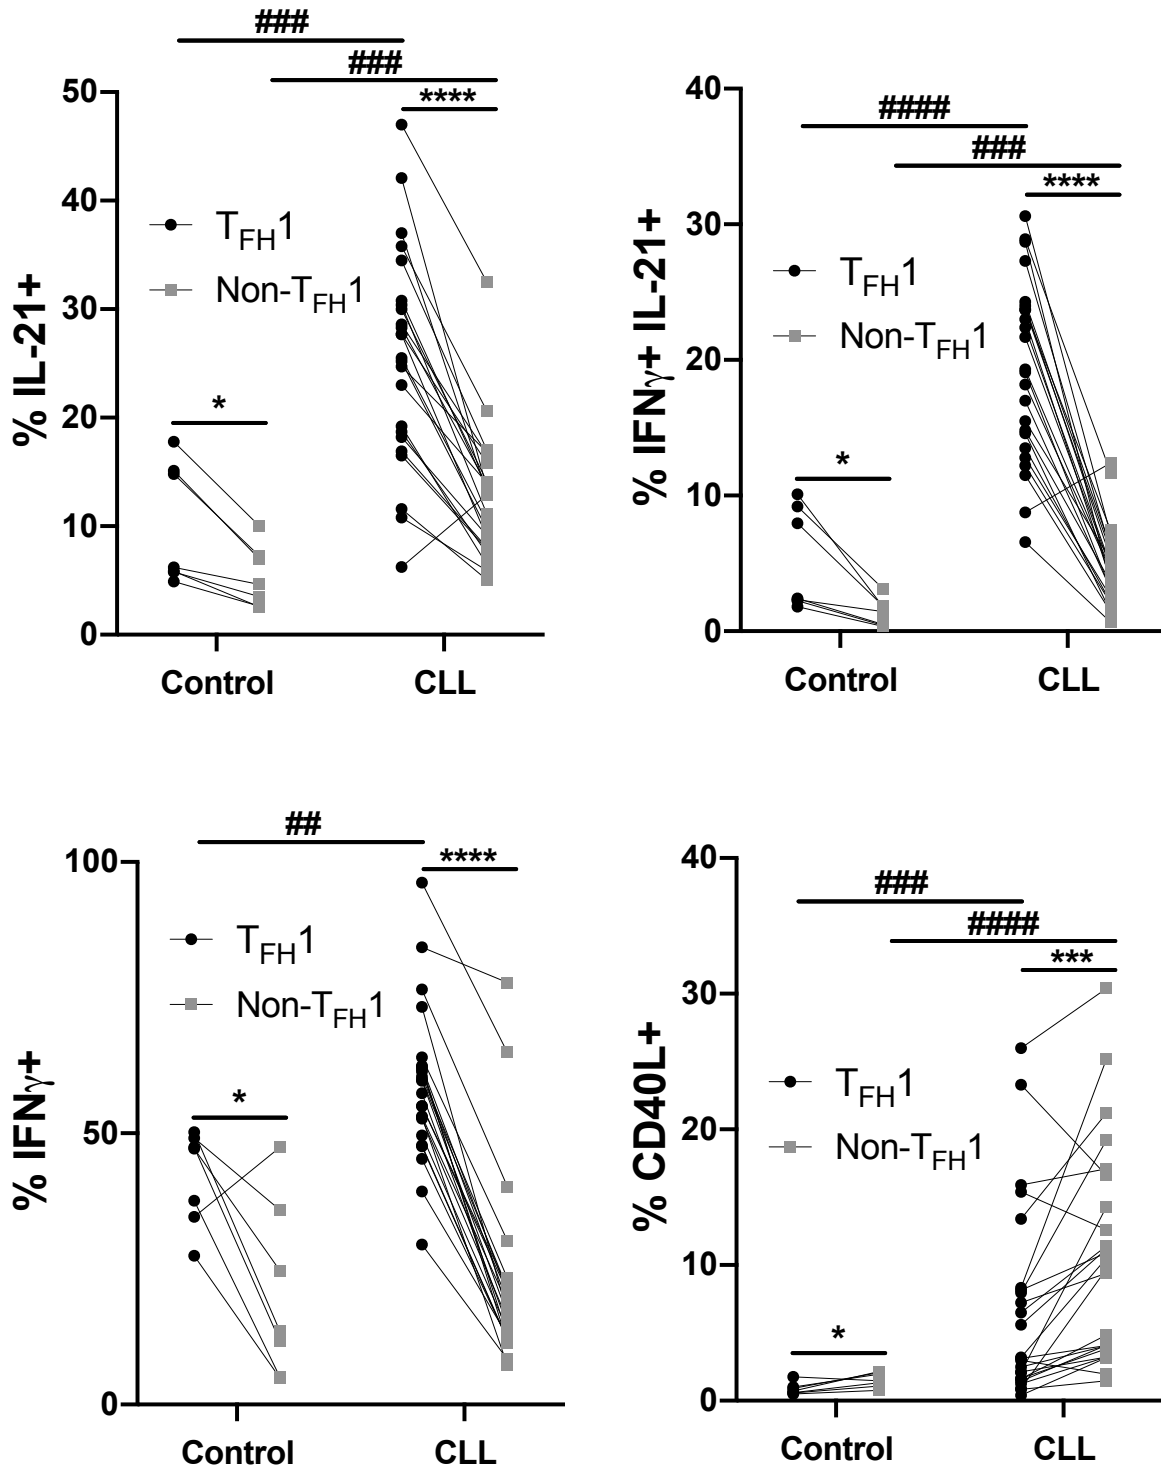 ###
###
****
50
40
30
20
10
0
% IL-21+
TFH1
Non-TFH1
*
Control
CLL
####
###
****
40
30
20
10
0
% IFNγ+ IL-21+
TFH1
Non-TFH1
*
Control
CLL
##
****
100
50
0
% IFNγ+
TFH1
Non-TFH1
*
Control
CLL
###
####
***
40
30
20
10
0
% CD40L+
TFH1
Non-TFH1
*
Control
CLL